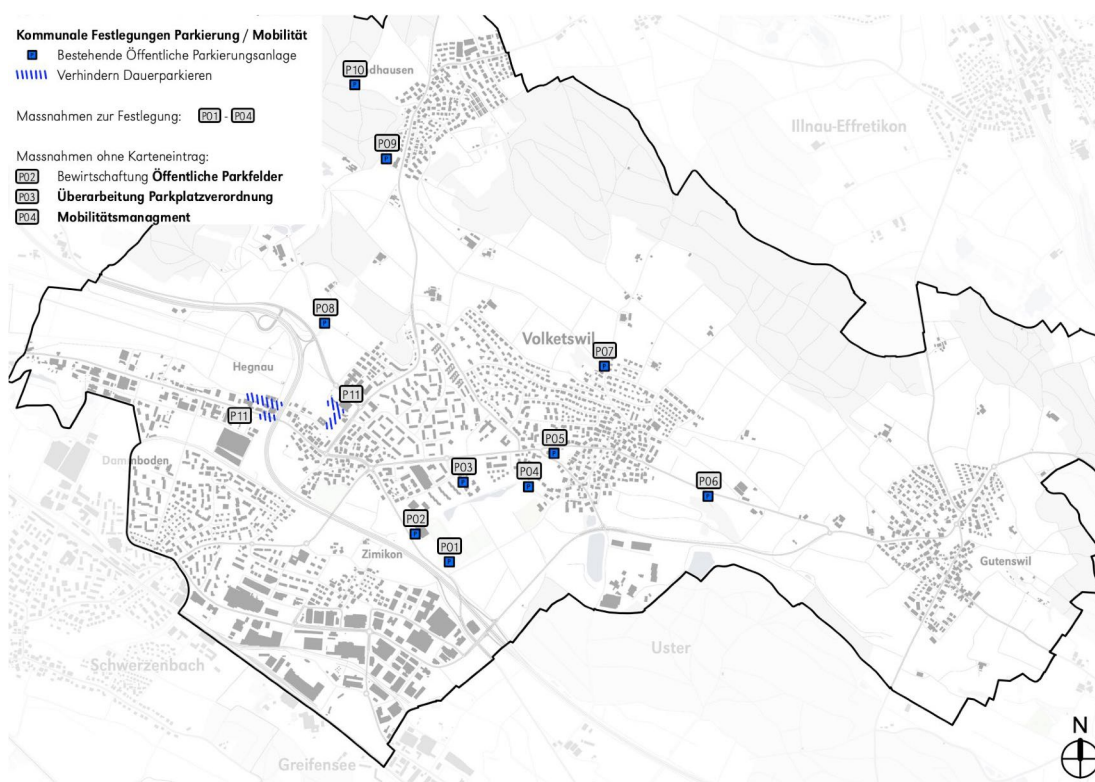 Kommunale Festlegungen Parkierung / Mobilität
P Bestehende Öffentliche Parkierungsanlage
Verhindern Dauerparkieren
Massnahmen zur Festlegung: P01 - P04
Massnahmen ohne Karteneintrag:
P02 Bewirtschaftung Öffentliche Parkfelder
P03 Überarbeitung Parkplatzverordnung
P04 Mobilitätsmanagment
P10
dhausen
P
P09
P
Illnau-Effretikon
P08
P
Volketswil
P07
P
Hegnau
P11
P11
P05
P
P03
P
P04
P
P06
P
P02
P
Zimikon
P01
P
Gutenswil
Uster
Schwerzenbach
Greifensee
N